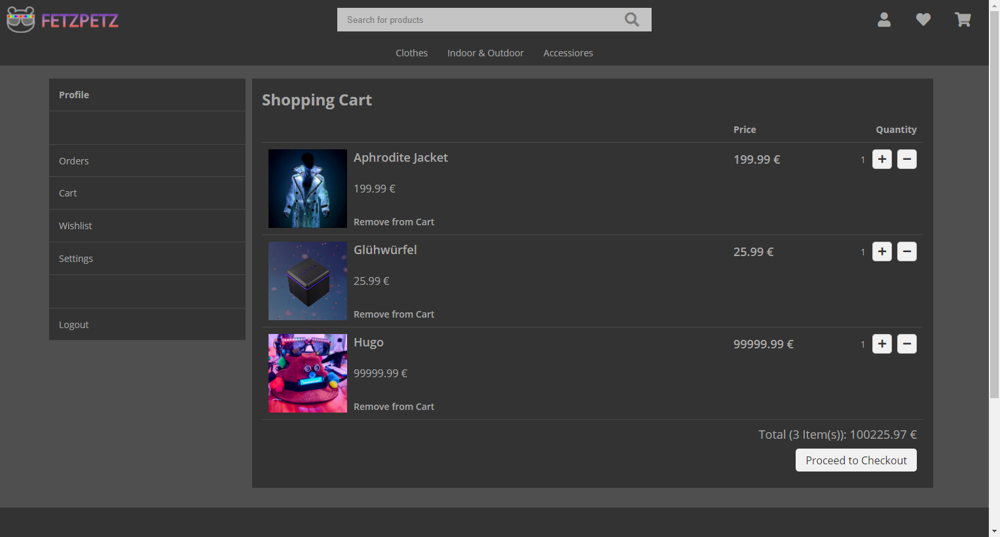 FETZPETZ
Search for products
Clothes Indoor & Outdoor Accessiores
Profile
Orders
Cart
Wishlist
Settings
Logout
Shopping Cart
Price Quantity
Aphrodite Jacket 199.99 € 1
199.99 €
Remove from Cart
Glühwürfel 25.99 € 1
25.99 €
Remove from Cart
Hugo 99999.99 € 1
99999.99 €
Remove from Cart
Total (3 Item(s)): 100225.97 €
Proceed to Checkout